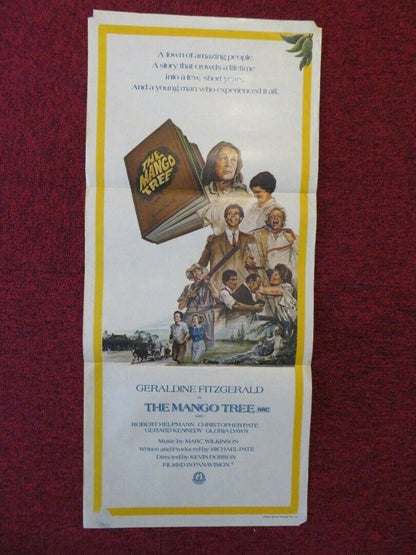 A town of amazing people.
A story that crowds a lifetime
into a few, short years.
And a young man who experienced it all.
THE
MANGO
TREE
GERALDINE FITZGERALD
in
THE MANGO TREE NRC
with
ROBERT HELPMANN CHRISTOPHER PATE
GERARD KENNEDY GLORIA DAWN
Music by MARC WILKINSON
Written and Produced by MICHAEL PATE
Directed by KEVIN DOBSON
FILMED IN PANAVISION ®